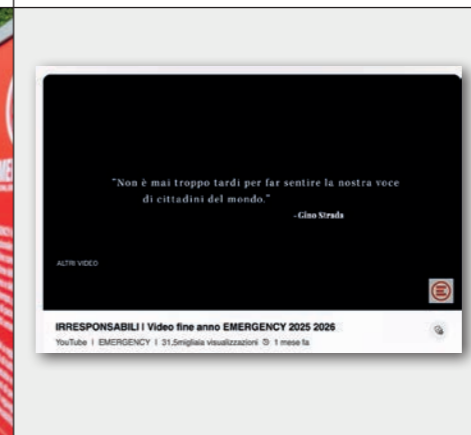 "Non è mai troppo tardi per far sentire la nostra voce
di cittadini del mondo."
- Gino Strada
ALTRI VIDEO
E
IRRESPONSABILI I Video fine anno EMERGENCY 2025 2026
YouTube I EMERGENCY I 31,5migliaia visualizzazioni 1 mese fa